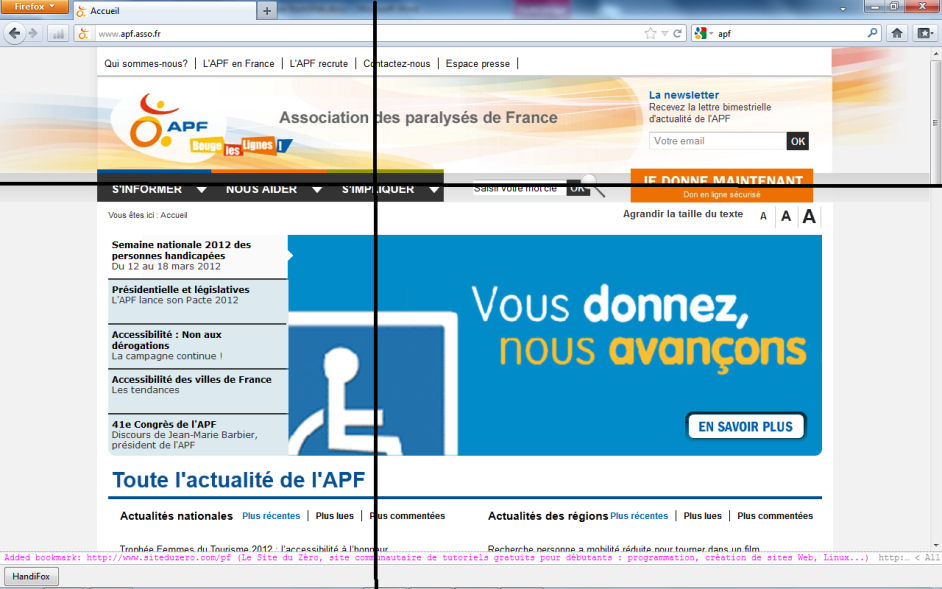 Firefox
Accueil
www.apf.asso.fr
apf
Qui sommes-nous? | L'APF en France | L'APF recrute | Contactez-nous | Espace presse |
APF
Bouge les Lignes !
Association des paralysés de France
La newsletter
Recevez la lettre bimestrielle
d'actualité de l'APF
Votre email OK
S'INFORMER NOUS AIDER S'IMPLIQUER
Saisir votre mot clé OK
JE DONNE MAINTENANT
Don en ligne sécurisé
Vous êtes ici : Accueil
Agrandir la taille du texte A A A
Semaine nationale 2012 des
personnes handicapées
Du 12 au 18 mars 2012
Présidentielle et législatives
L'APF lance son Pacte 2012
Accessibilité : Non aux
dérogations
La campagne continue !
Accessibilité des villes de France
Les tendances
41e Congrès de l'APF
Discours de Jean-Marie Barbier,
président de l'APF
Vous donnez,
nous avançons
EN SAVOIR PLUS
Toute l'actualité de l'APF
Actualités nationales Plus récentes | Plus lues | Plus commentées
Actualités des régions Plus récentes | Plus lues | Plus commentées
Trophée Femmes du Tourisme 2012 : l'accessibilité à l'honneur
Recherche personne a mobilité réduite pour tourner dans un film
Added bookmark: http://www.siteduzero.com/pf (Le Site du Zéro, site communautaire de tutoriels gratuits pour débutants : programmation, création de sites Web, Linux...) http:… < All
HandiFox